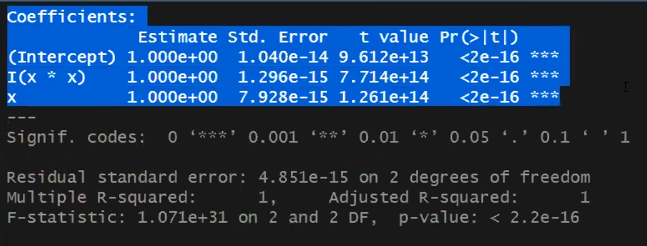 Coefficients:
Estimate Std. Error t value Pr(>|t|)
(Intercept) 1.000e+00 1.040e-14 9.612e+13 <2e-16 ***
I(x * x) 1.000e+00 1.296e-15 7.714e+14 <2e-16 ***
x 1.000e+00 7.928e-15 1.261e+14 <2e-16 ***
---
Signif. codes: 0 ‘***’ 0.001 ‘**’ 0.01 ‘*’ 0.05 ‘.’ 0.1 ‘ ’ 1
Residual standard error: 4.851e-15 on 2 degrees of freedom
Multiple R-squared: 1, Adjusted R-squared: 1
F-statistic: 1.071e+31 on 2 and 2 DF, p-value: < 2.2e-16